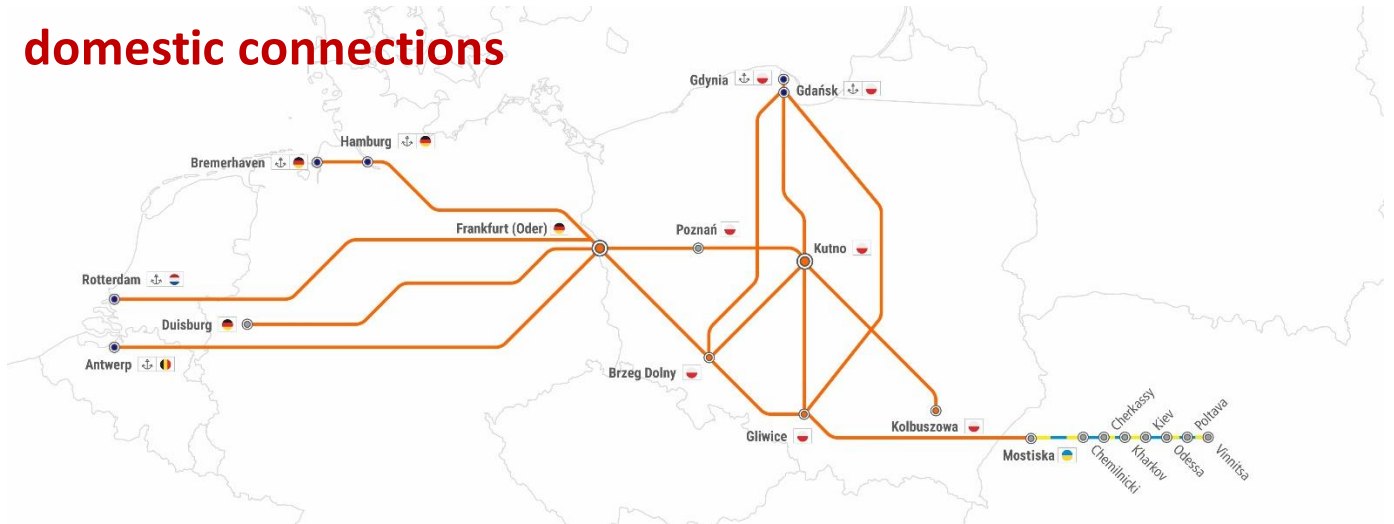 domestic connections
Gdynia
Gdańsk
Hamburg
Bremerhaven
Frankfurt (Oder)
Poznań
Kutno
Rotterdam
Duisburg
Antwerp
Brzeg Dolny
Gliwice
Kolbuszowa
Mostiska
Chemilnicki
Cherkassy
Kharkov
Kiev
Odessa
Poltava
Vinnitsa